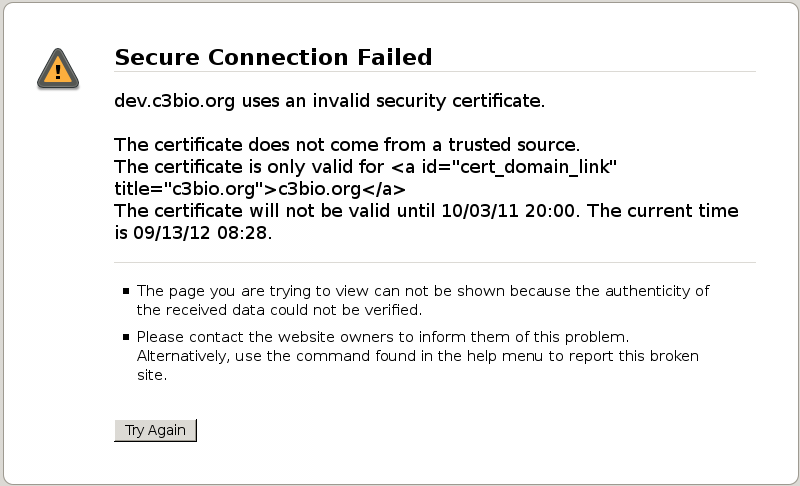 Secure Connection Failed
dev.c3bio.org uses an invalid security certificate.
The certificate does not come from a trusted source.
The certificate is only valid for <a id="cert_domain_link"
title="c3bio.org">c3bio.org</a>
The certificate will not be valid until 10/03/11 20:00. The current time
is 09/13/12 08:28.
The page you are trying to view can not be shown because the authenticity of
the received data could not be verified.
Please contact the website owners to inform them of this problem.
Alternatively, use the command found in the help menu to report this broken
site.
Try Again